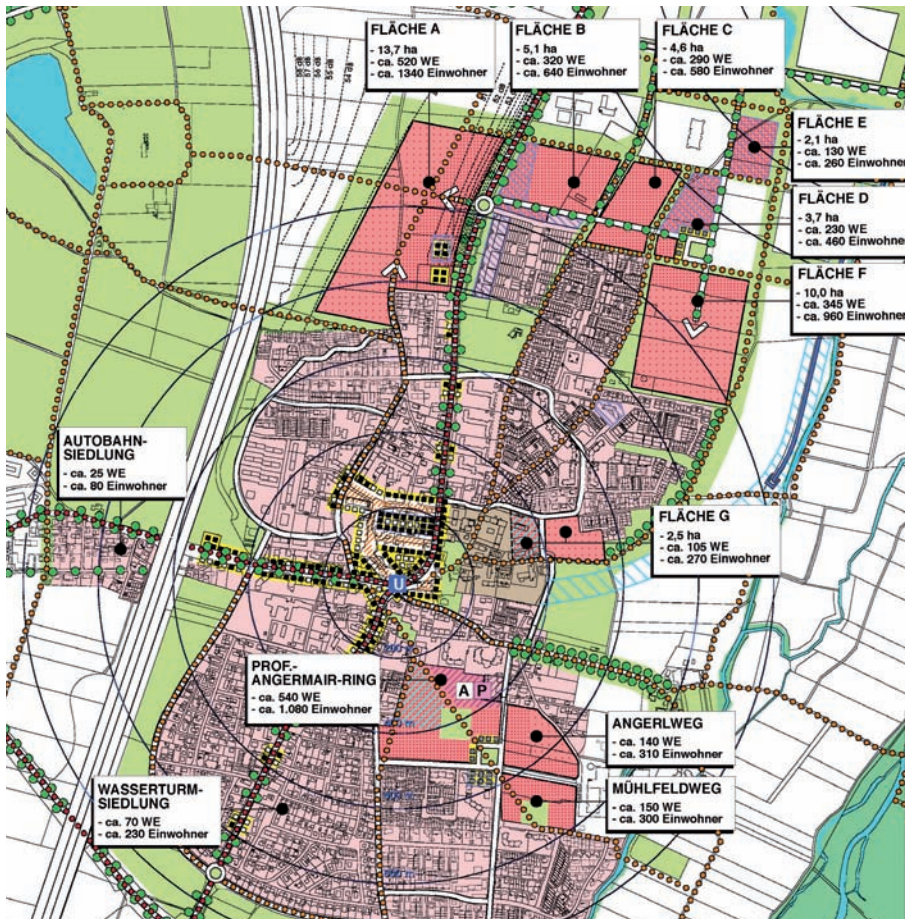 FLÄCHE A
- 13,7 ha
- ca. 520 WE
- ca. 1340 Einwohner
FLÄCHE B
- 5,1 ha
- ca. 320 WE
- ca. 640 Einwohner
FLÄCHE C
- 4,6 ha
- ca. 290 WE
- ca. 580 Einwohner
FLÄCHE E
- 2,1 ha
- ca. 130 WE
- ca. 260 Einwohner
FLÄCHE D
- 3,7 ha
- ca. 230 WE
- ca. 460 Einwohner
FLÄCHE F
- 10,0 ha
- ca. 345 WE
- ca. 960 Einwohner
AUTOBAHN-
SIEDLUNG
- ca. 25 WE
- ca. 80 Einwohner
FLÄCHE G
- 2,5 ha
- ca. 105 WE
- ca. 270 Einwohner
U
PROF.-
ANGERMAIR-RING
- ca. 540 WE
- ca. 1.080 Einwohner
A P
ANGERLWEG
- ca. 140 WE
- ca. 310 Einwohner
WASSERTURM-
SIEDLUNG
- ca. 70 WE
- ca. 230 Einwohner
MÜHLFELDWEG
- ca. 150 WE
- ca. 300 Einwohner